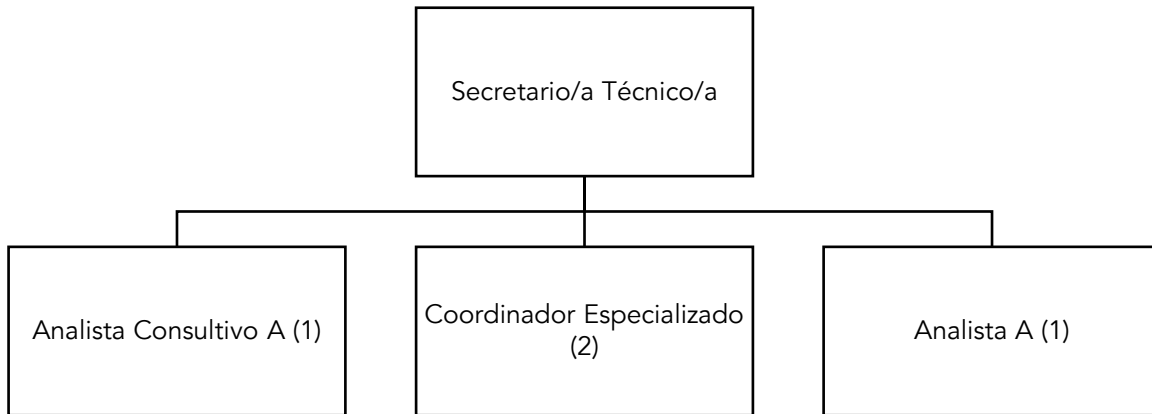 Secretario/a Técnico/a
Analista Consultivo A (1)
Coordinador Especializado
(2)
Analista A (1)